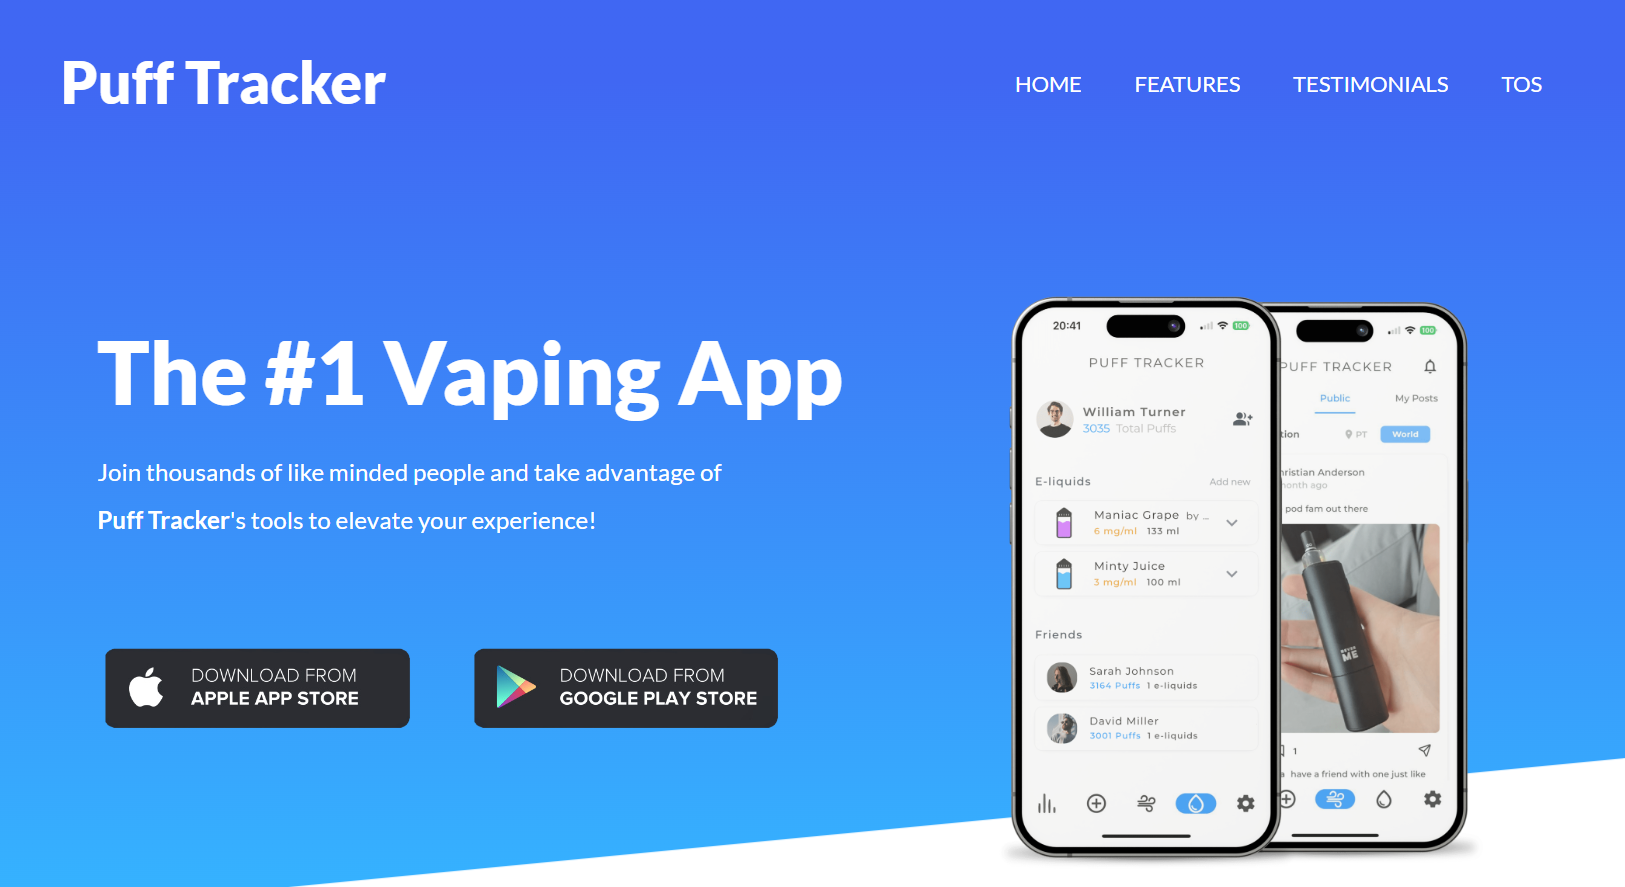 Puff Tracker
HOME FEATURES TESTIMONIALS TOS
The #1 Vaping App
Join thousands of like minded people and take advantage of
Puff Tracker's tools to elevate your experience!
DOWNLOAD FROM
APPLE APP STORE
DOWNLOAD FROM
GOOGLE PLAY STORE
20:41
100
PUFF TRACKER
William Turner
3035 Total Puffs
E-liquids Add new
Maniac Grape by ...
6 mg/ml 133 ml
Minty Juice
3 mg/ml 100 ml
Friends
Sarah Johnson
3164 Puffs 1 e-liquids
David Miller
3001 Puffs 1 e-liquids
100
PUFF TRACKER
Public My Posts
tion PT World
hristian Anderson
month ago
pod fam out there
ME
1
a have a friend with one just like